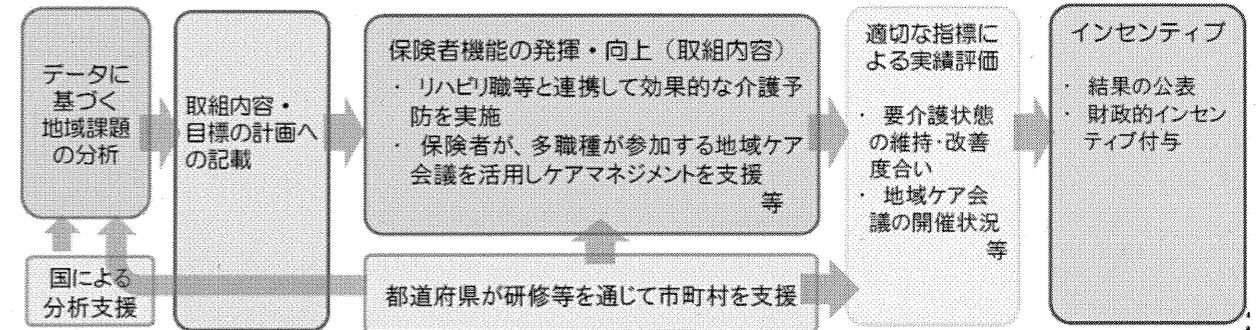 データに
基づく
地域課題
の分析
取組内容・
目標の計画へ
の記載
保険者機能の発揮・向上（取組内容）
・ リハビリ職等と連携して効果的な介護予
防を実施
・ 保険者が、多職種が参加する地域ケア
会議を活用しケアマネジメントを支援
等
適切な指標に
よる実績評価
・ 要介護状態
の維持・改善
度合い
・ 地域ケア会
議の開催状況
等
インセンティブ
・ 結果の公表
・ 財政的インセン
ティブ付与
国による
分析支援
都道府県が研修等を通じて市町村を支援